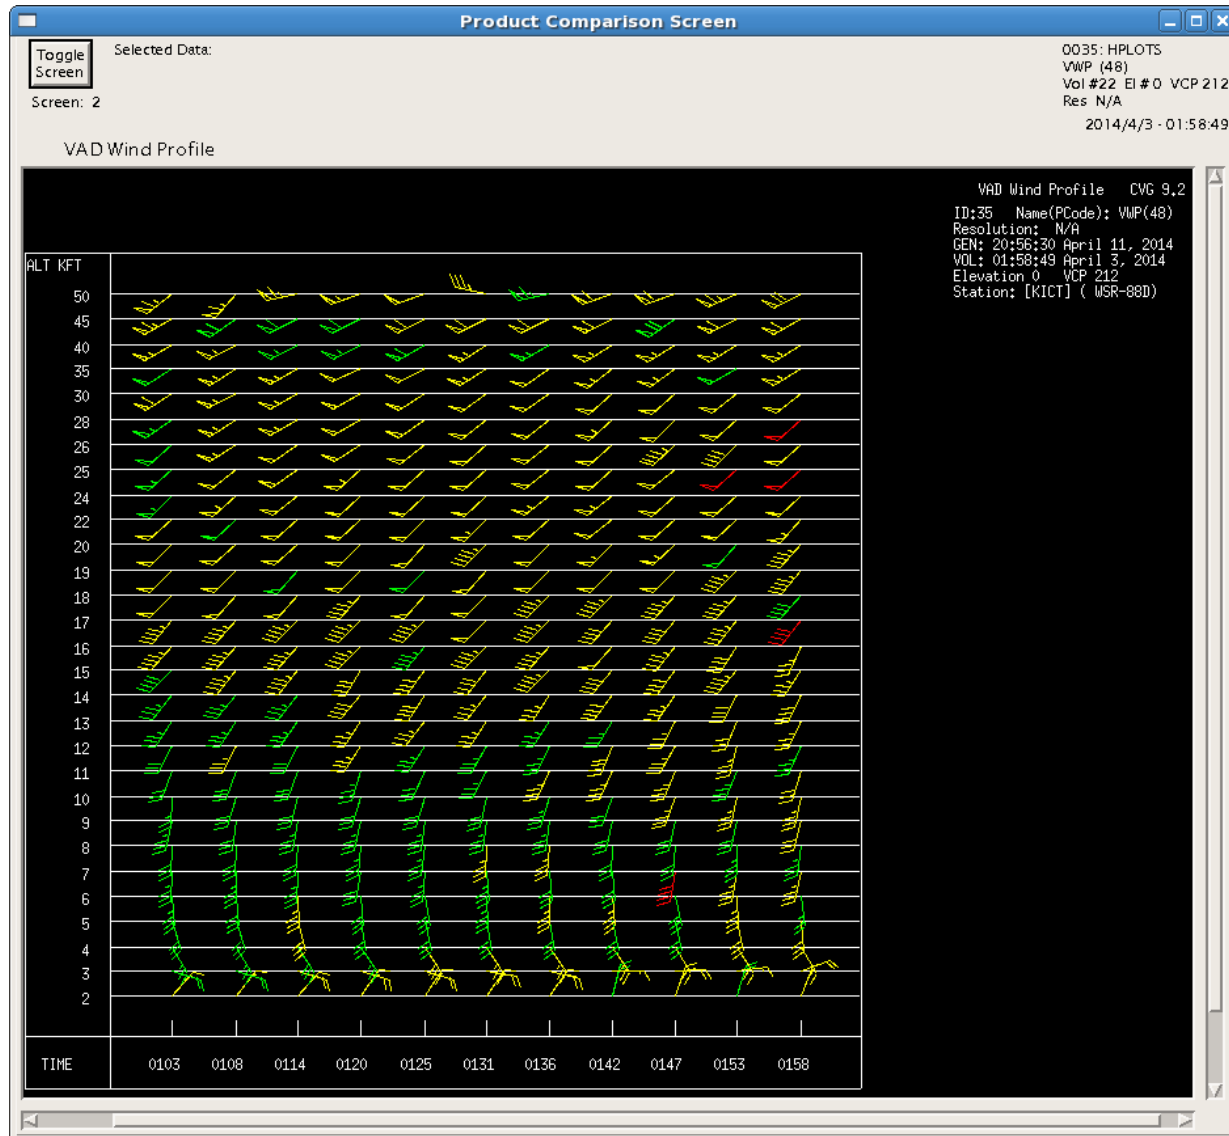 Product Comparison Screen
Toggle
Screen
Selected Data:
Screen: 2
0035: HPLOTS
VWP (48)
Vol #22 El # 0 VCP 212
Res N/A
2014/4/3 - 01:58:49
VAD Wind Profile
VAD Wind Profile CVG 9.2
ID:35 Name(PCode): VWP(48)
Resolution: N/A
GEN: 20:56:30 April 11, 2014
VOL: 01:58:49 April 3, 2014
Elevation 0 VCP 212
Station: [KICT] ( WSR-88D)
ALT KFT
50
45
40
35
30
28
26
25
24
22
20
19
18
17
16
15
14
13
12
11
10
9
8
7
6
5
4
3
2
TIME 0103 0108 0114 0120 0125 0131 0136 0142 0147 0153 0158